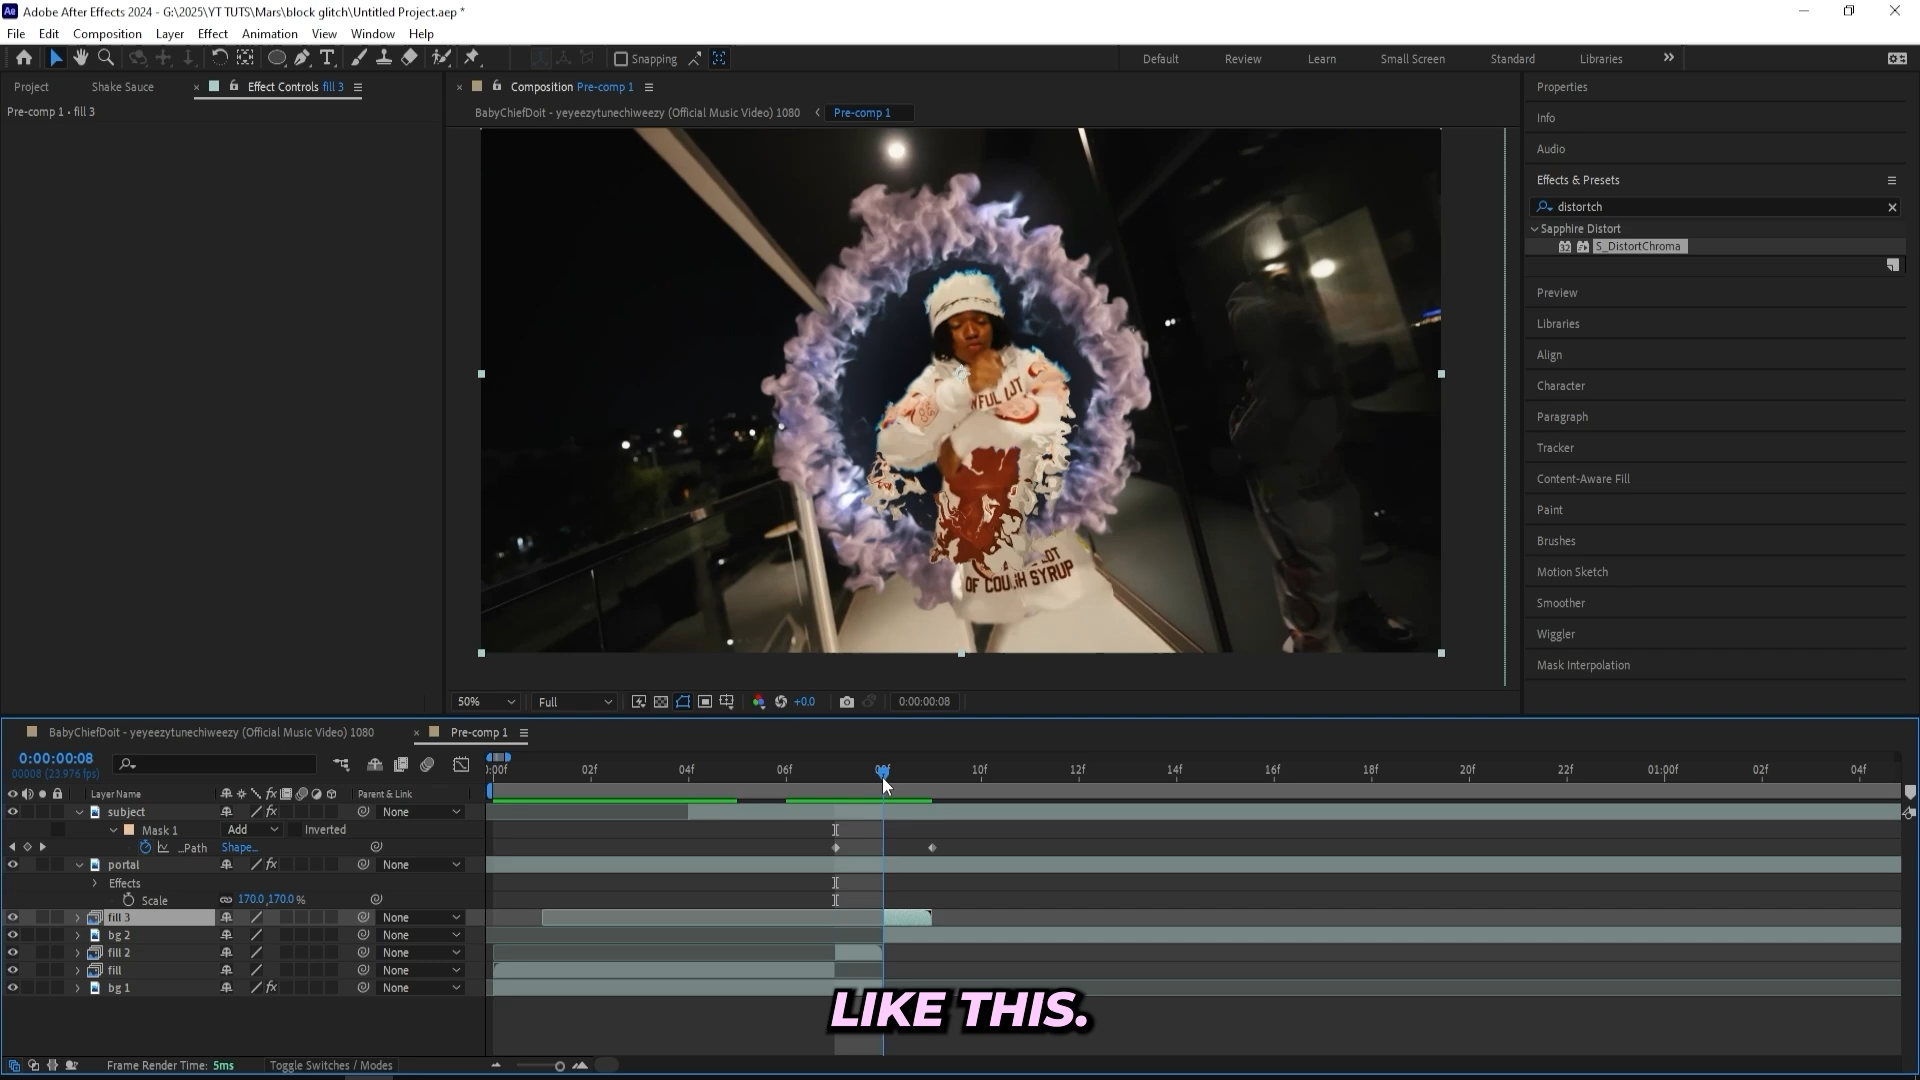 Ae Adobe After Effects 2024 - G:\2025\YT TUTS\Mars\block glitch\Untitled Project.aep *
File Edit Composition Layer Effect Animation View Window Help
Snapping
Default Review Learn Small Screen Standard Libraries
Project Shake Sauce × Effect Controls fill 3
Pre-comp 1 • fill 3
× Composition Pre-comp 1
BabyChiefDoit - yeyeezytunechiweezy (Official Music Video) 1080 Pre-comp 1
OF COUGH SYRUP
50% Full +0.0 0:00:00:08
Properties
Info
Audio
Effects & Presets
distortch
Sapphire Distort
S_DistortChroma
Preview
Libraries
Align
Character
Paragraph
Tracker
Content-Aware Fill
Paint
Brushes
Motion Sketch
Smoother
Wiggler
Mask Interpolation
BabyChiefDoit - yeyeezytunechiweezy (Official Music Video) 1080 × Pre-comp 1
0:00:00:08
00008 (23.976 fps)
:00f 02f 04f 06f 10f 12f 14f 16f 18f 20f 22f 01:00f 02f 04f
Layer Name Parent & Link
subject None
Mask 1 Add Inverted
Path Shape...
portal None
Effects
Scale 170.0,170.0 %
fill 3 None
bg 2 None
fill 2 None
fill None
bg 1 None
LIKE THIS.
Frame Render Time: 5ms Toggle Switches / Modes